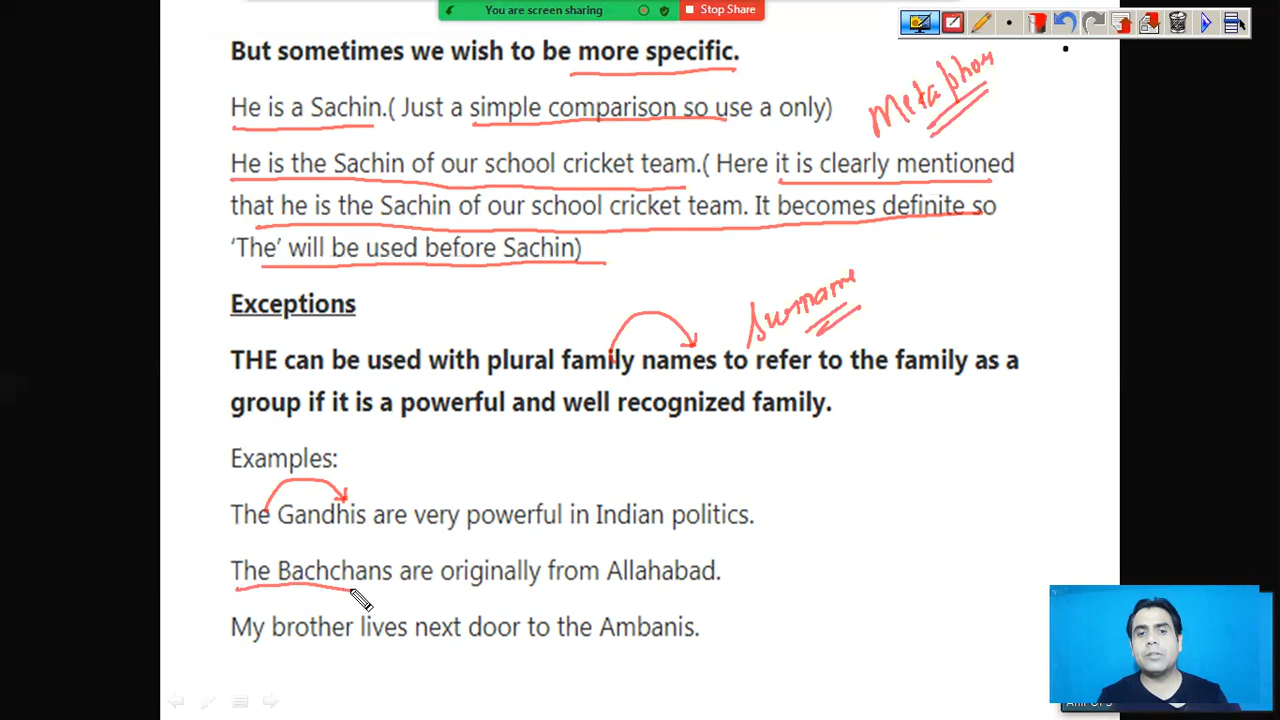 You are screen sharing
Stop Share
But sometimes we wish to be more specific.
He is a Sachin.( Just a simple comparison so use a only)
Metaphor
He is the Sachin of our school cricket team.( Here it is clearly mentioned
that he is the Sachin of our school cricket team. It becomes definite so
‘The’ will be used before Sachin)
Exceptions
Surname
THE can be used with plural family names to refer to the family as a
group if it is a powerful and well recognized family.
Examples:
The Gandhis are very powerful in Indian politics.
The Bachchans are originally from Allahabad.
My brother lives next door to the Ambanis.